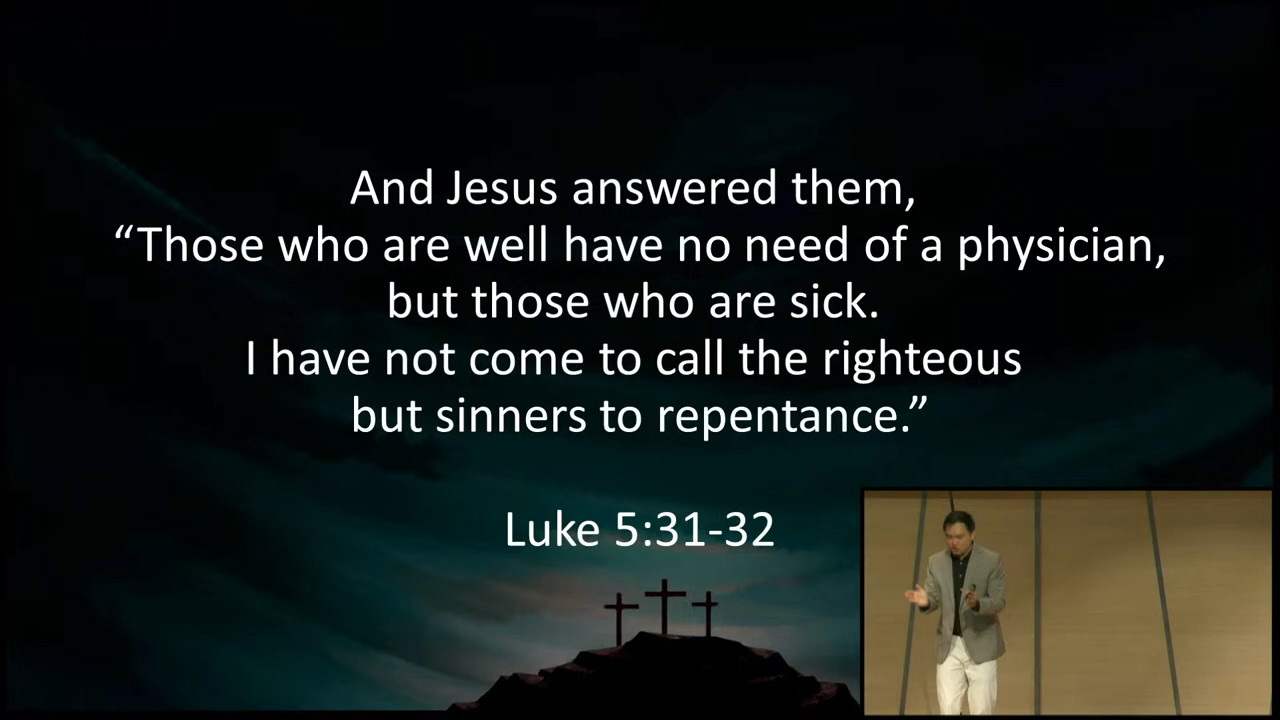 And Jesus answered them,
“Those who are well have no need of a physician,
but those who are sick.
I have not come to call the righteous
but sinners to repentance.”
Luke 5:31-32